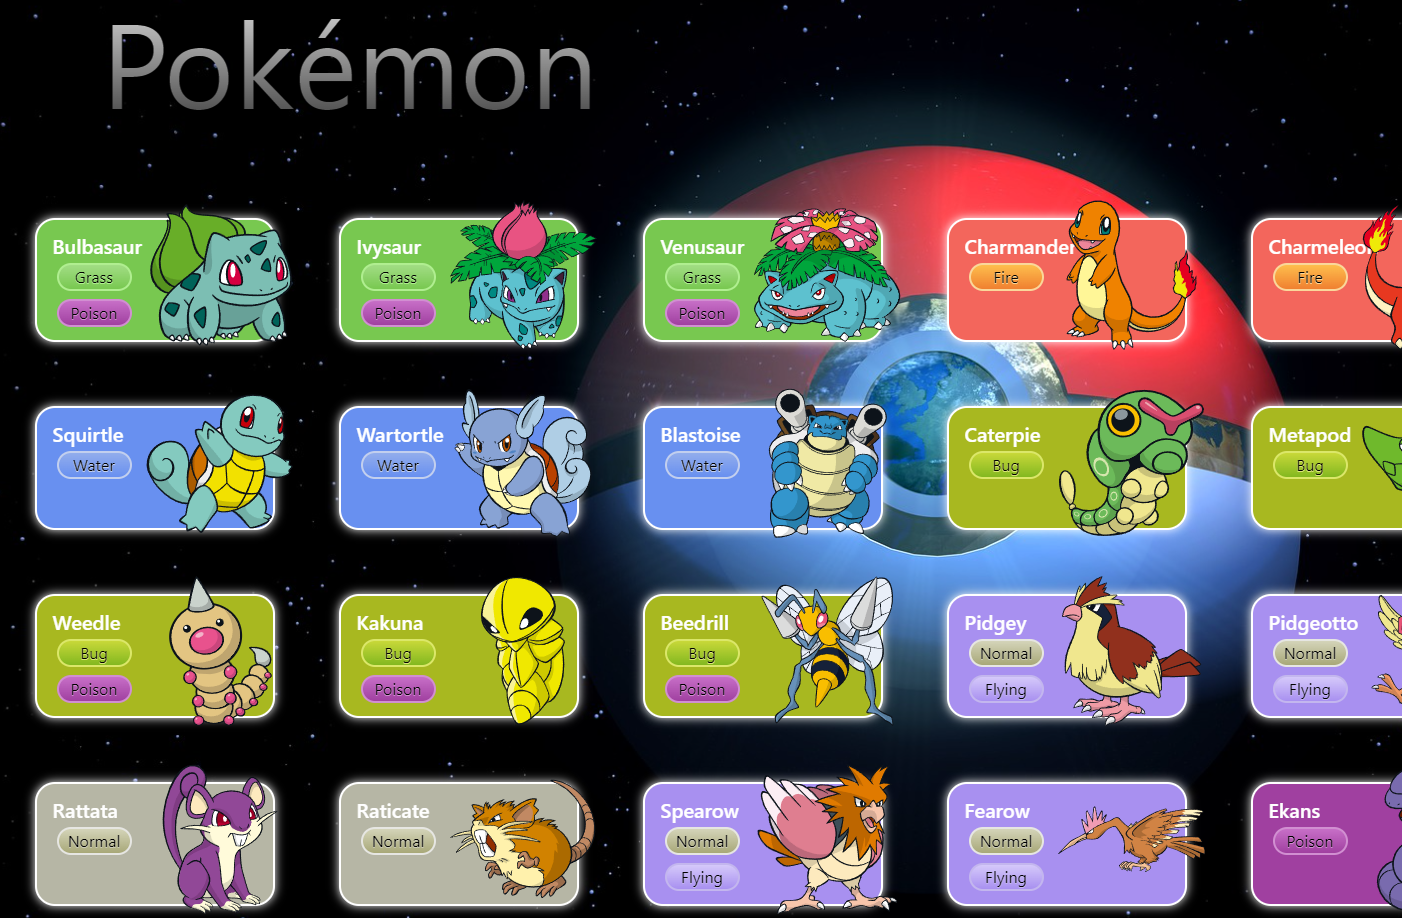 Pokémon
Bulbasaur
Grass
Poison
Ivysaur
Grass
Poison
Venusaur
Grass
Poison
Charmander
Fire
Charmeleon
Fire
Squirtle
Water
Wartortle
Water
Blastoise
Water
Caterpie
Bug
Metapod
Bug
Weedle
Bug
Poison
Kakuna
Bug
Poison
Beedrill
Bug
Poison
Pidgey
Normal
Flying
Pidgeotto
Normal
Flying
Rattata
Normal
Raticate
Normal
Spearow
Normal
Flying
Fearow
Normal
Flying
Ekans
Poison